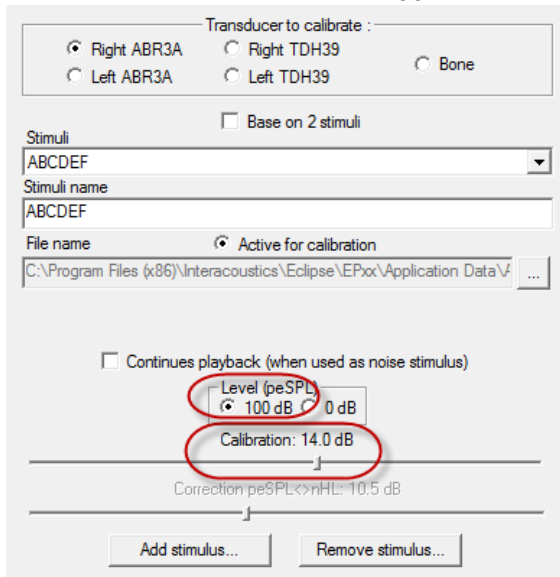 Transducer to calibrate :
Right ABR3A Right TDH39 Bone
Left ABR3A Left TDH39
Base on 2 stimuli
Stimuli
ABCDEF
Stimuli name
ABCDEF
File name Active for calibration
C:\Program Files (x86)\Interacoustics\Eclipse\EPxx\Application Data\ ...
Continues playback (when used as noise stimulus)
Level (peSPL)
100 dB 0 dB
Calibration: 14.0 dB
Correction peSPL<>nHL: 10.5 dB
Add stimulus... Remove stimulus...